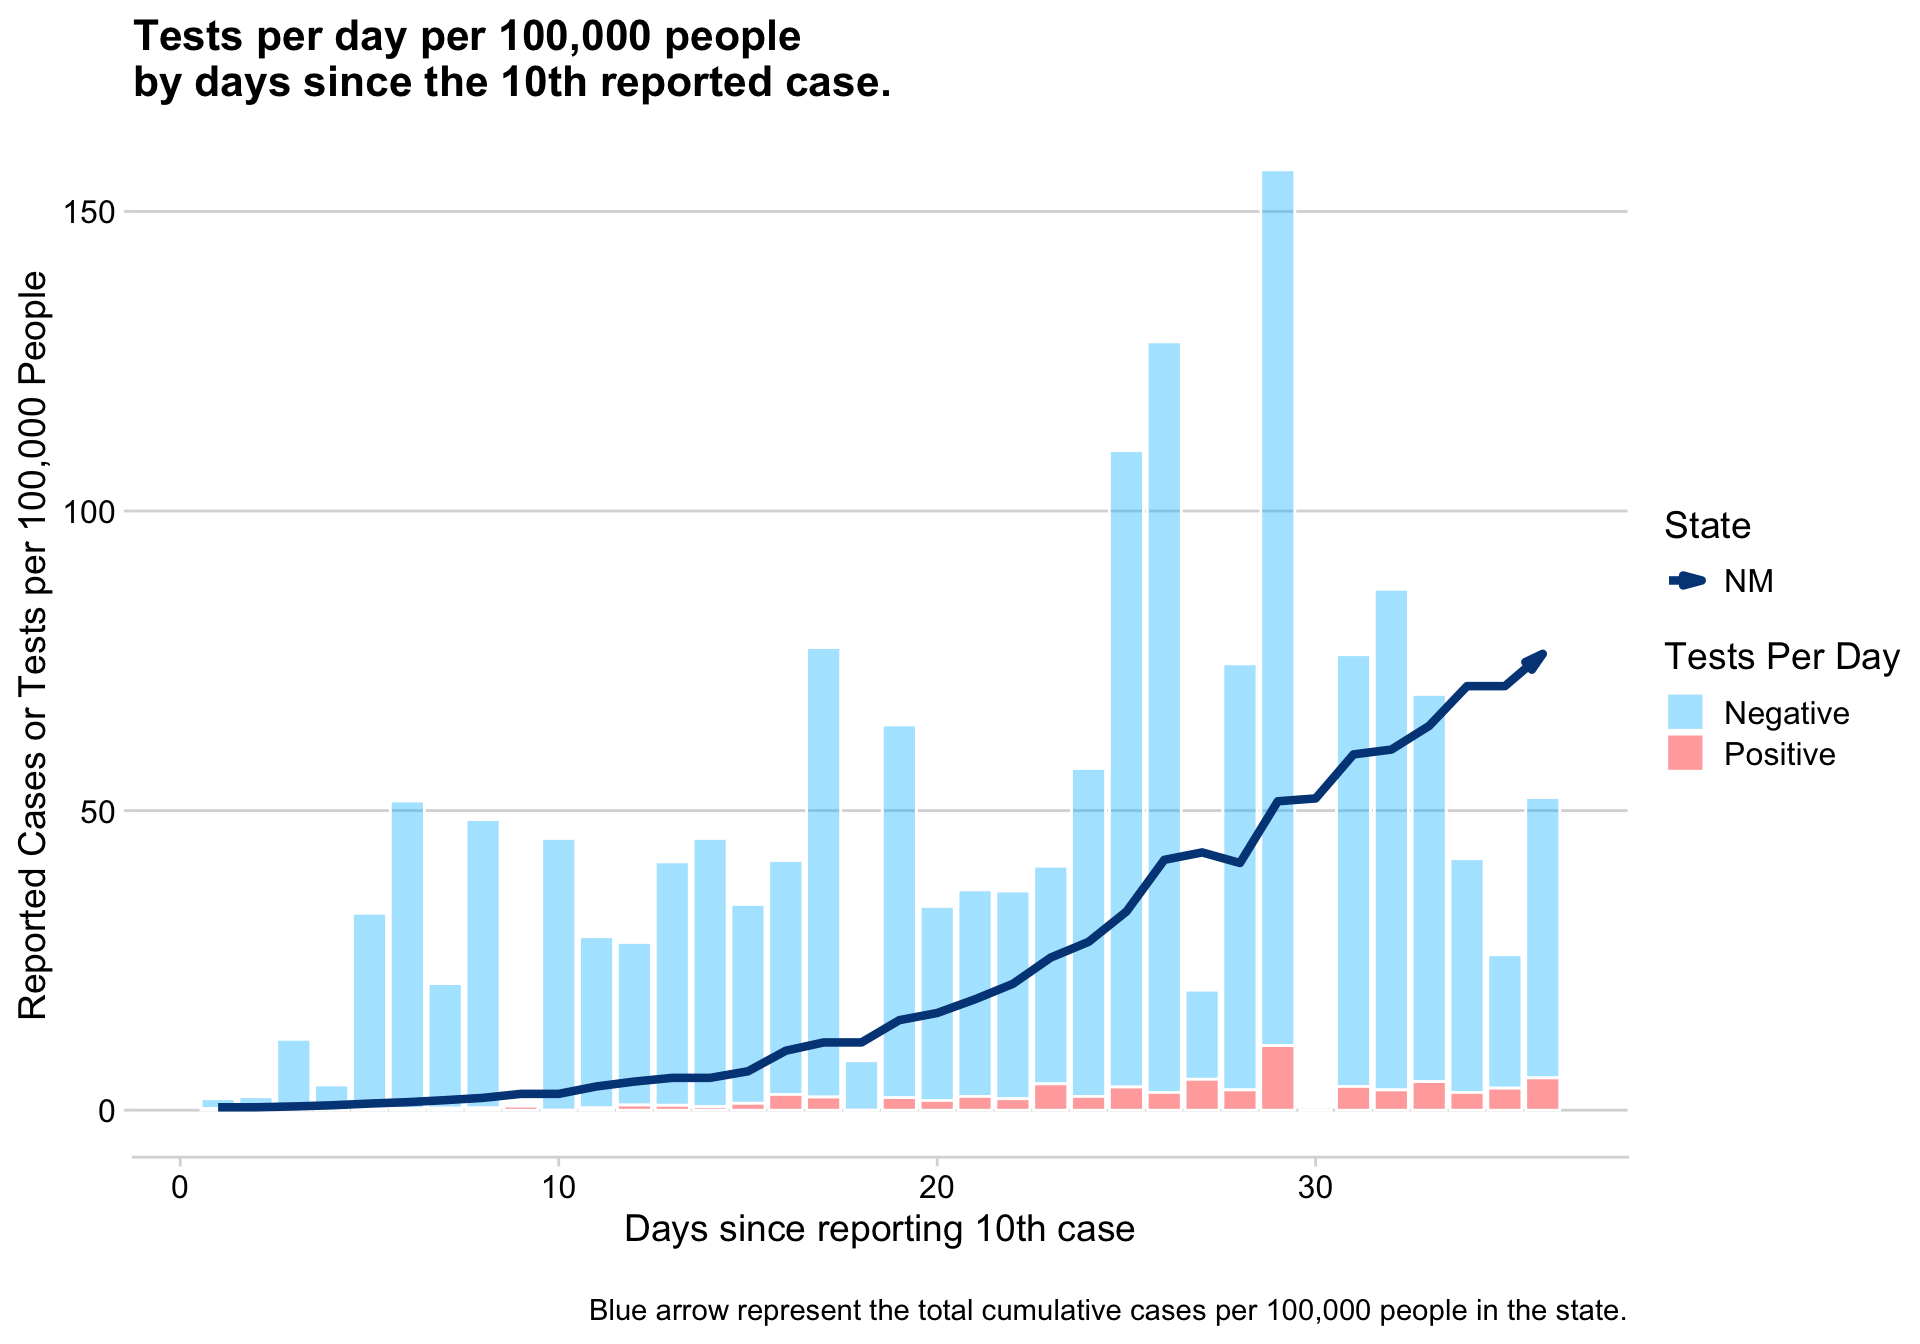 Tests per day per 100,000 people
by days since the 10th reported case.
Reported Cases or Tests per 100,000 People
150
100
50
0
0
10
20
30
Days since reporting 10th case
State
NM
Tests Per Day
Negative
Positive
Blue arrow represent the total cumulative cases per 100,000 people in the state.